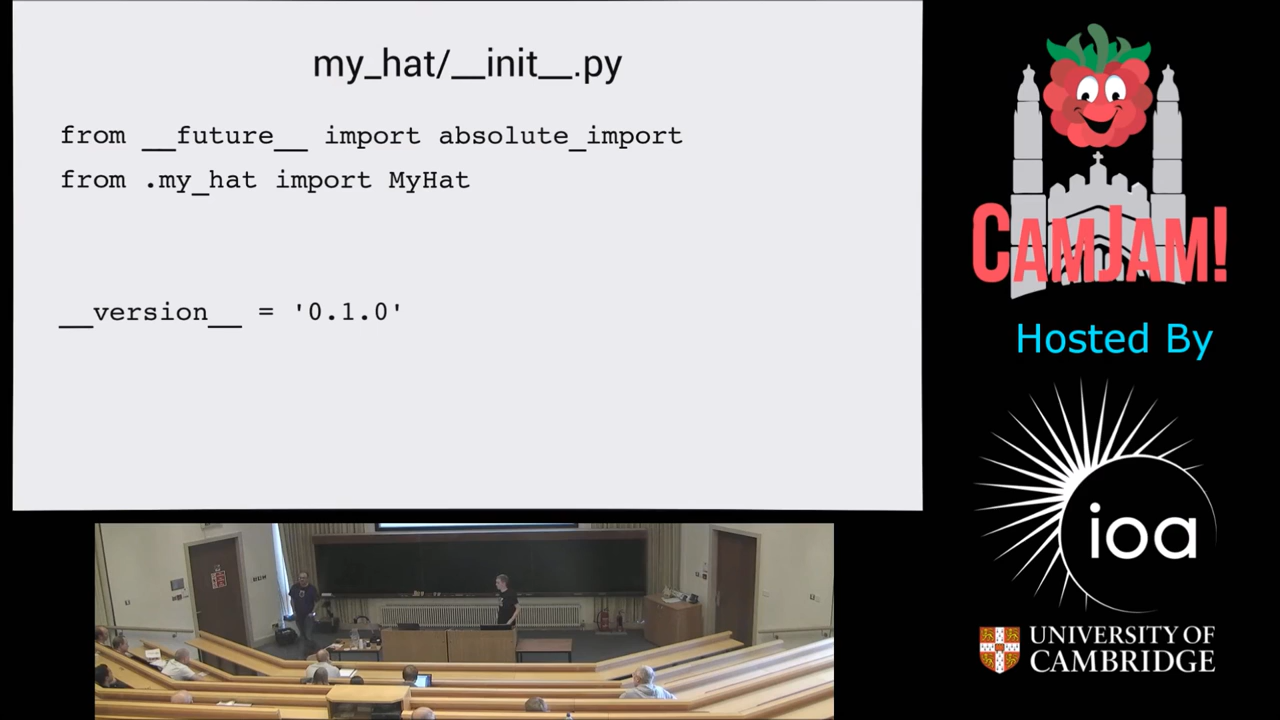 my_hat/__init__.py
from __future__ import absolute_import
from .my_hat import MyHat
__version__ = '0.1.0'
CAMJAM!
Hosted By
ioa
UNIVERSITY OF
CAMBRIDGE